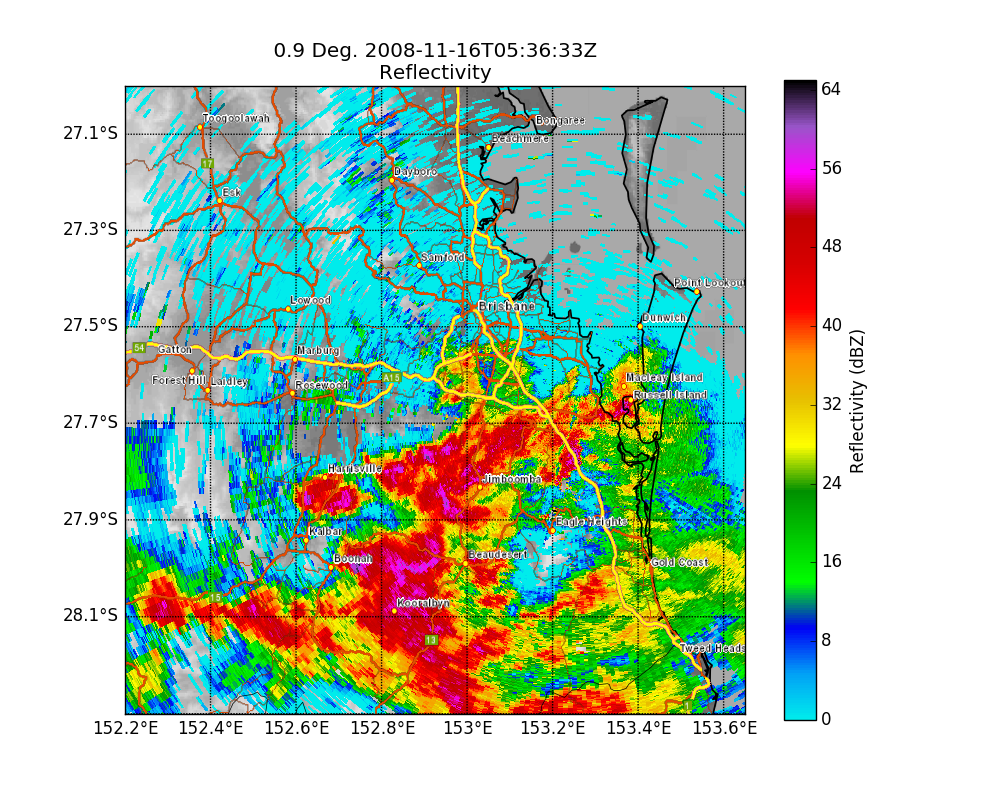 0.9 Deg. 2008-11-16T05:36:33Z
Reflectivity
27.1°S
27.3°S
27.5°S
27.7°S
27.9°S
28.1°S
152.2°E
152.4°E
152.6°E
152.8°E
153°E
153.2°E
153.4°E
153.6°E
Toogoolawah
Bongaree
Beachmere
17
Dayboro
Esk
Samford
Point Lookou
Lowood
Brisbane
Dunwich
54
Gatton
Marburg
Forest Hill
Laidley
Rosewood
A15
Macleay Island
Russell Island
Harrisville
Jimboomba
Kalbar
Eagle Heights
Boonah
Beaudesert
Gold Coast
15
Kooralbyn
13
Tweed Heads
64
56
48
40
32
24
16
8
0
Reflectivity (dBZ)